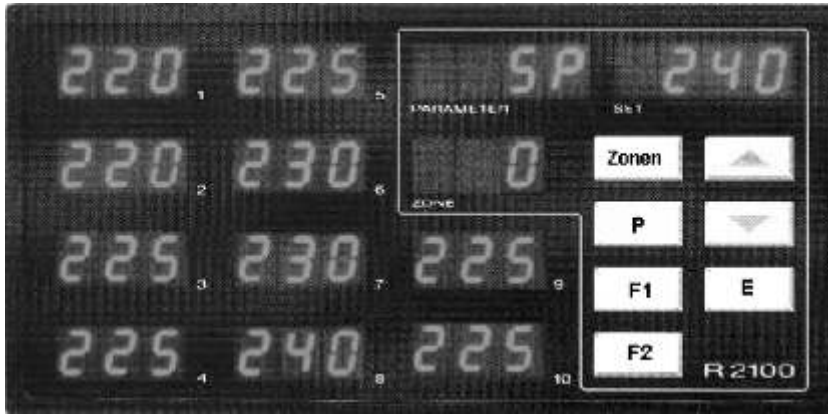 220 1 225 5 SP 240
PARAMETER SET
220 2 230 6 0 Zonen
ZONE
P
225 3 230 7 225 9
F1 E
225 4 240 8 225 10
F2
R 2100